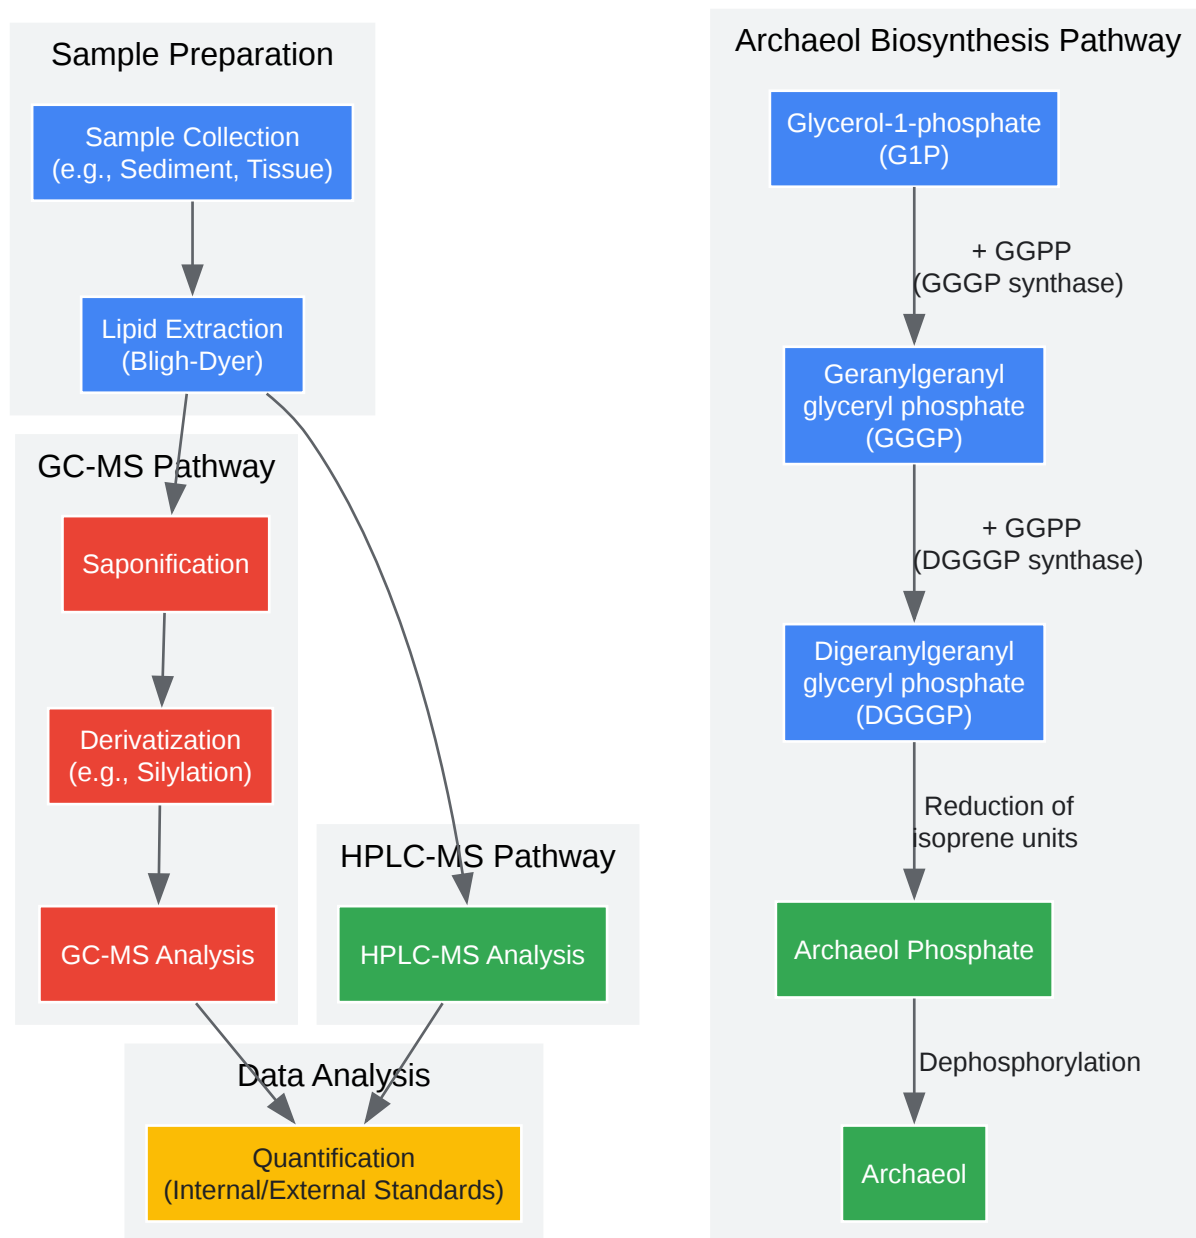 Sample Preparation
Sample Collection
(e.g., Sediment, Tissue)
Lipid Extraction
(Bligh-Dyer)
GC-MS Pathway
Saponification
Derivatization
(e.g., Silylation)
GC-MS Analysis
HPLC-MS Pathway
HPLC-MS Analysis
Data Analysis
Quantification
(Internal/External Standards)
Archaeol Biosynthesis Pathway
Glycerol-1-phosphate
(G1P)
+ GGPP
(GGGP synthase)
Geranylgeranyl
glyceryl phosphate
(GGGP)
+ GGPP
(DGGGP synthase)
Digeranylgeranyl
glyceryl phosphate
(DGGGP)
Reduction of
isoprene units
Archaeol Phosphate
Dephosphorylation
Archaeol